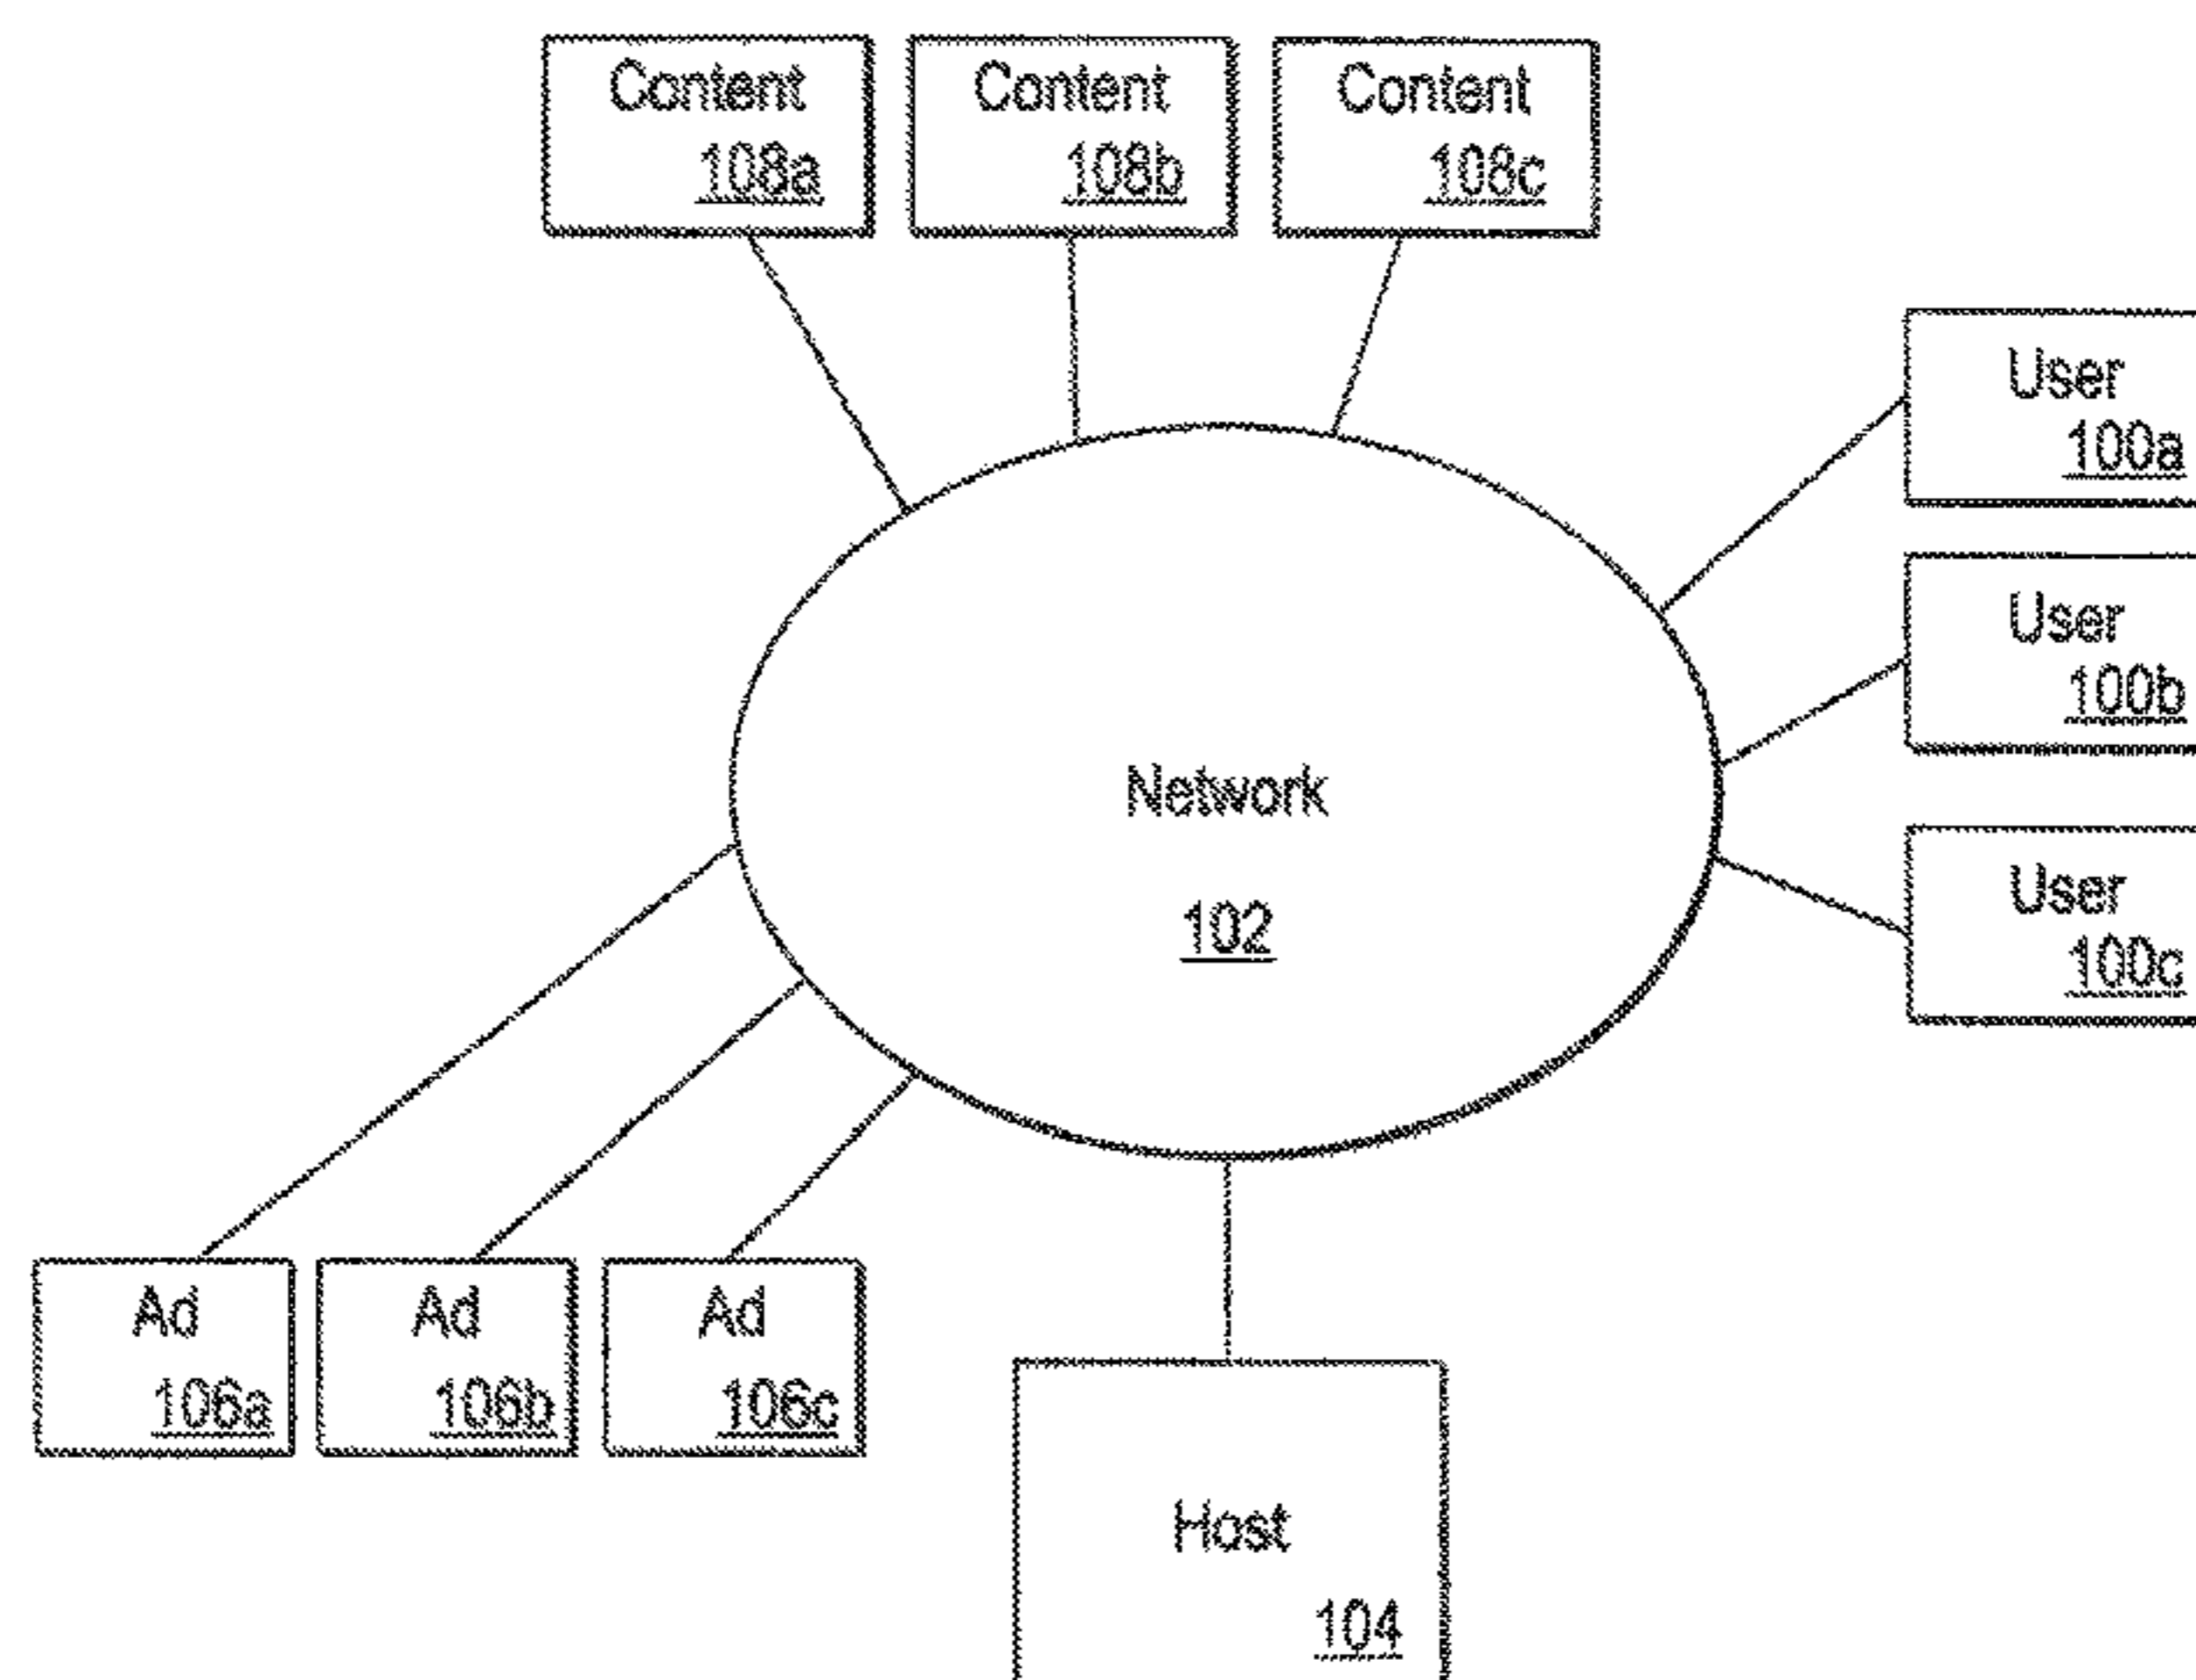 Content
108a
Content
108b
Content
108c
User
100a
User
100b
Network
102
User
100c
Ad
106a
Ad
106b
Ad
106c
Host
104